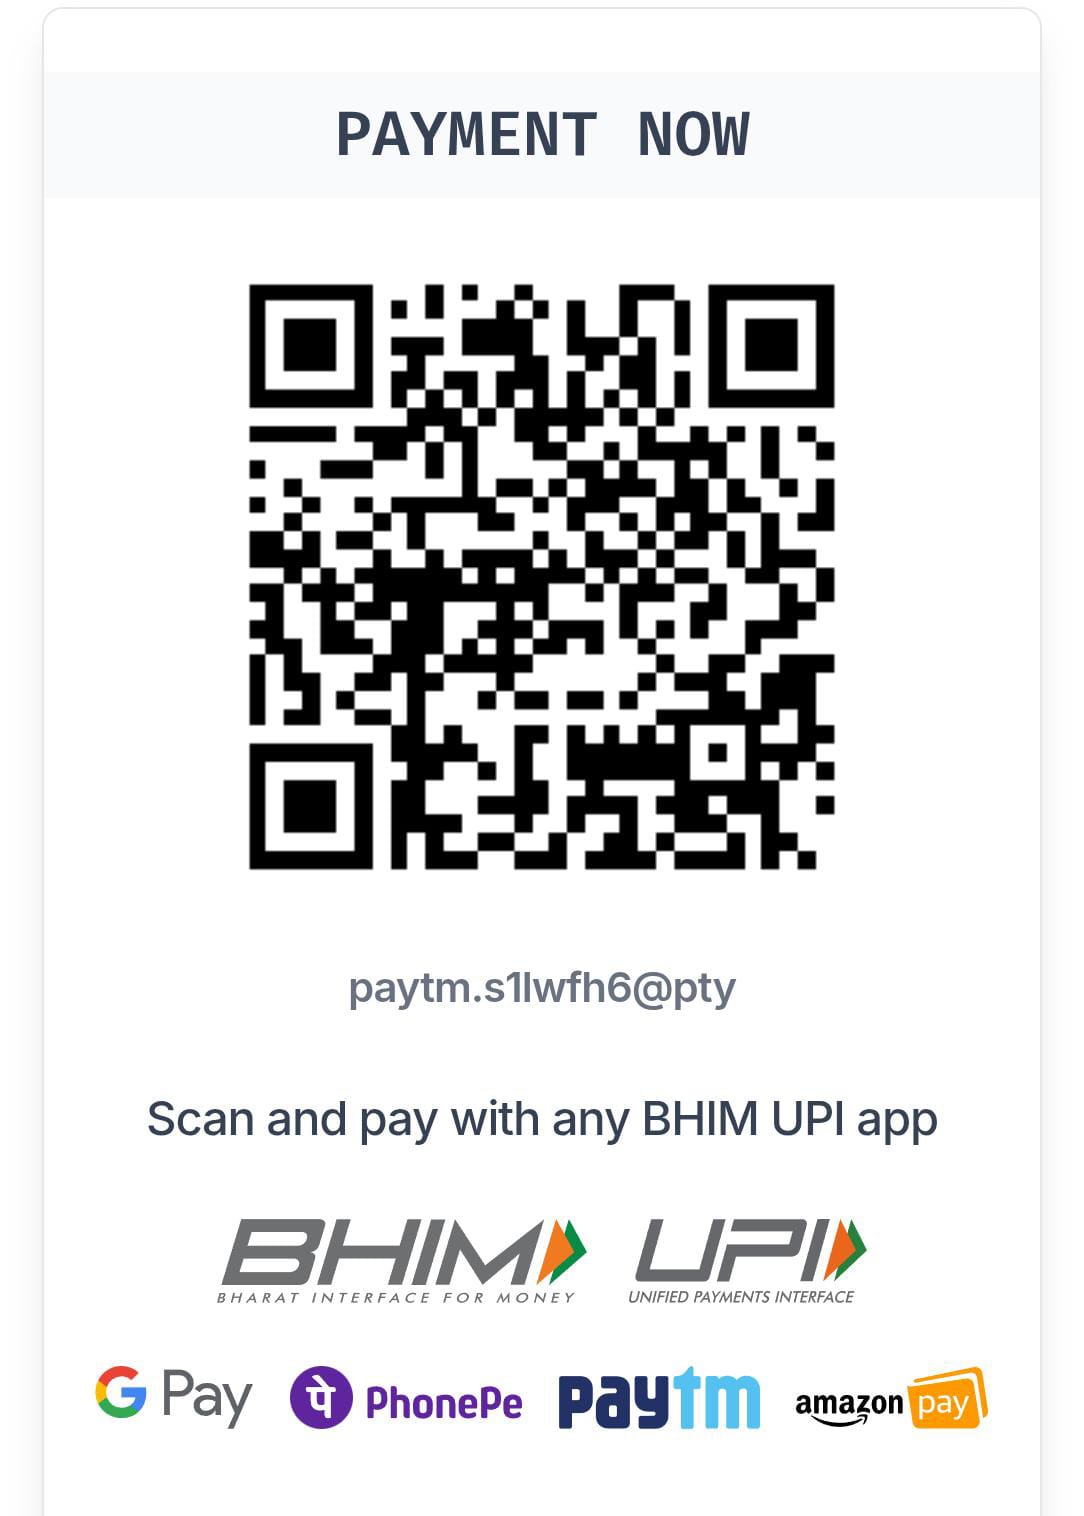 PAYMENT NOW
paytm.s1lwfh6@pty
Scan and pay with any BHIM UPI app
BHIM UPI
BHARAT INTERFACE FOR MONEY UNIFIED PAYMENTS INTERFACE
G Pay पे PhonePe paytm amazon pay